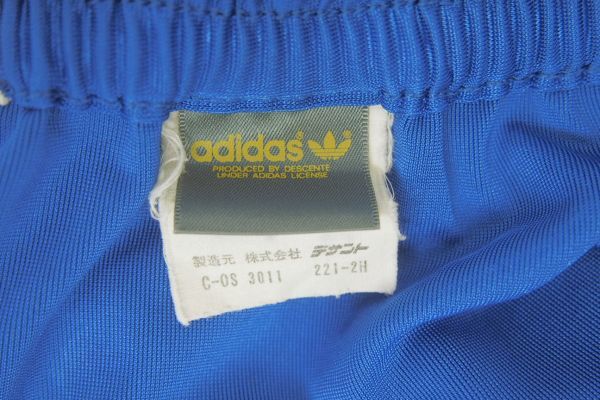 adidas
PRODUCED BY DESCENTE
UNDER ADIDAS LICENSE
製造元 株式会社 デサント
C-OS 3011 221-2H